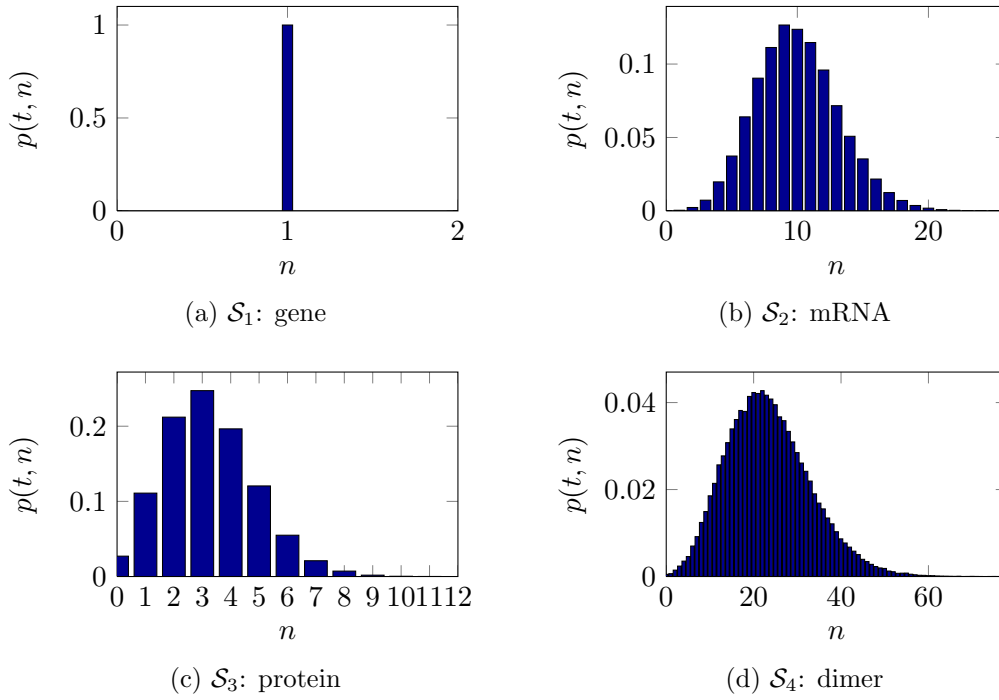 1
0.5
0
p(t, n)
0 1 2
n
(a) 𝒮₁: gene
0.1
0.05
0
p(t, n)
0 10 20
n
(b) 𝒮₂: mRNA
0.2
0.1
0
p(t, n)
0 1 2 3 4 5 6 7 8 9 10 11 12
n
(c) 𝒮₃: protein
0.04
0.02
0
p(t, n)
0 20 40 60
n
(d) 𝒮₄: dimer